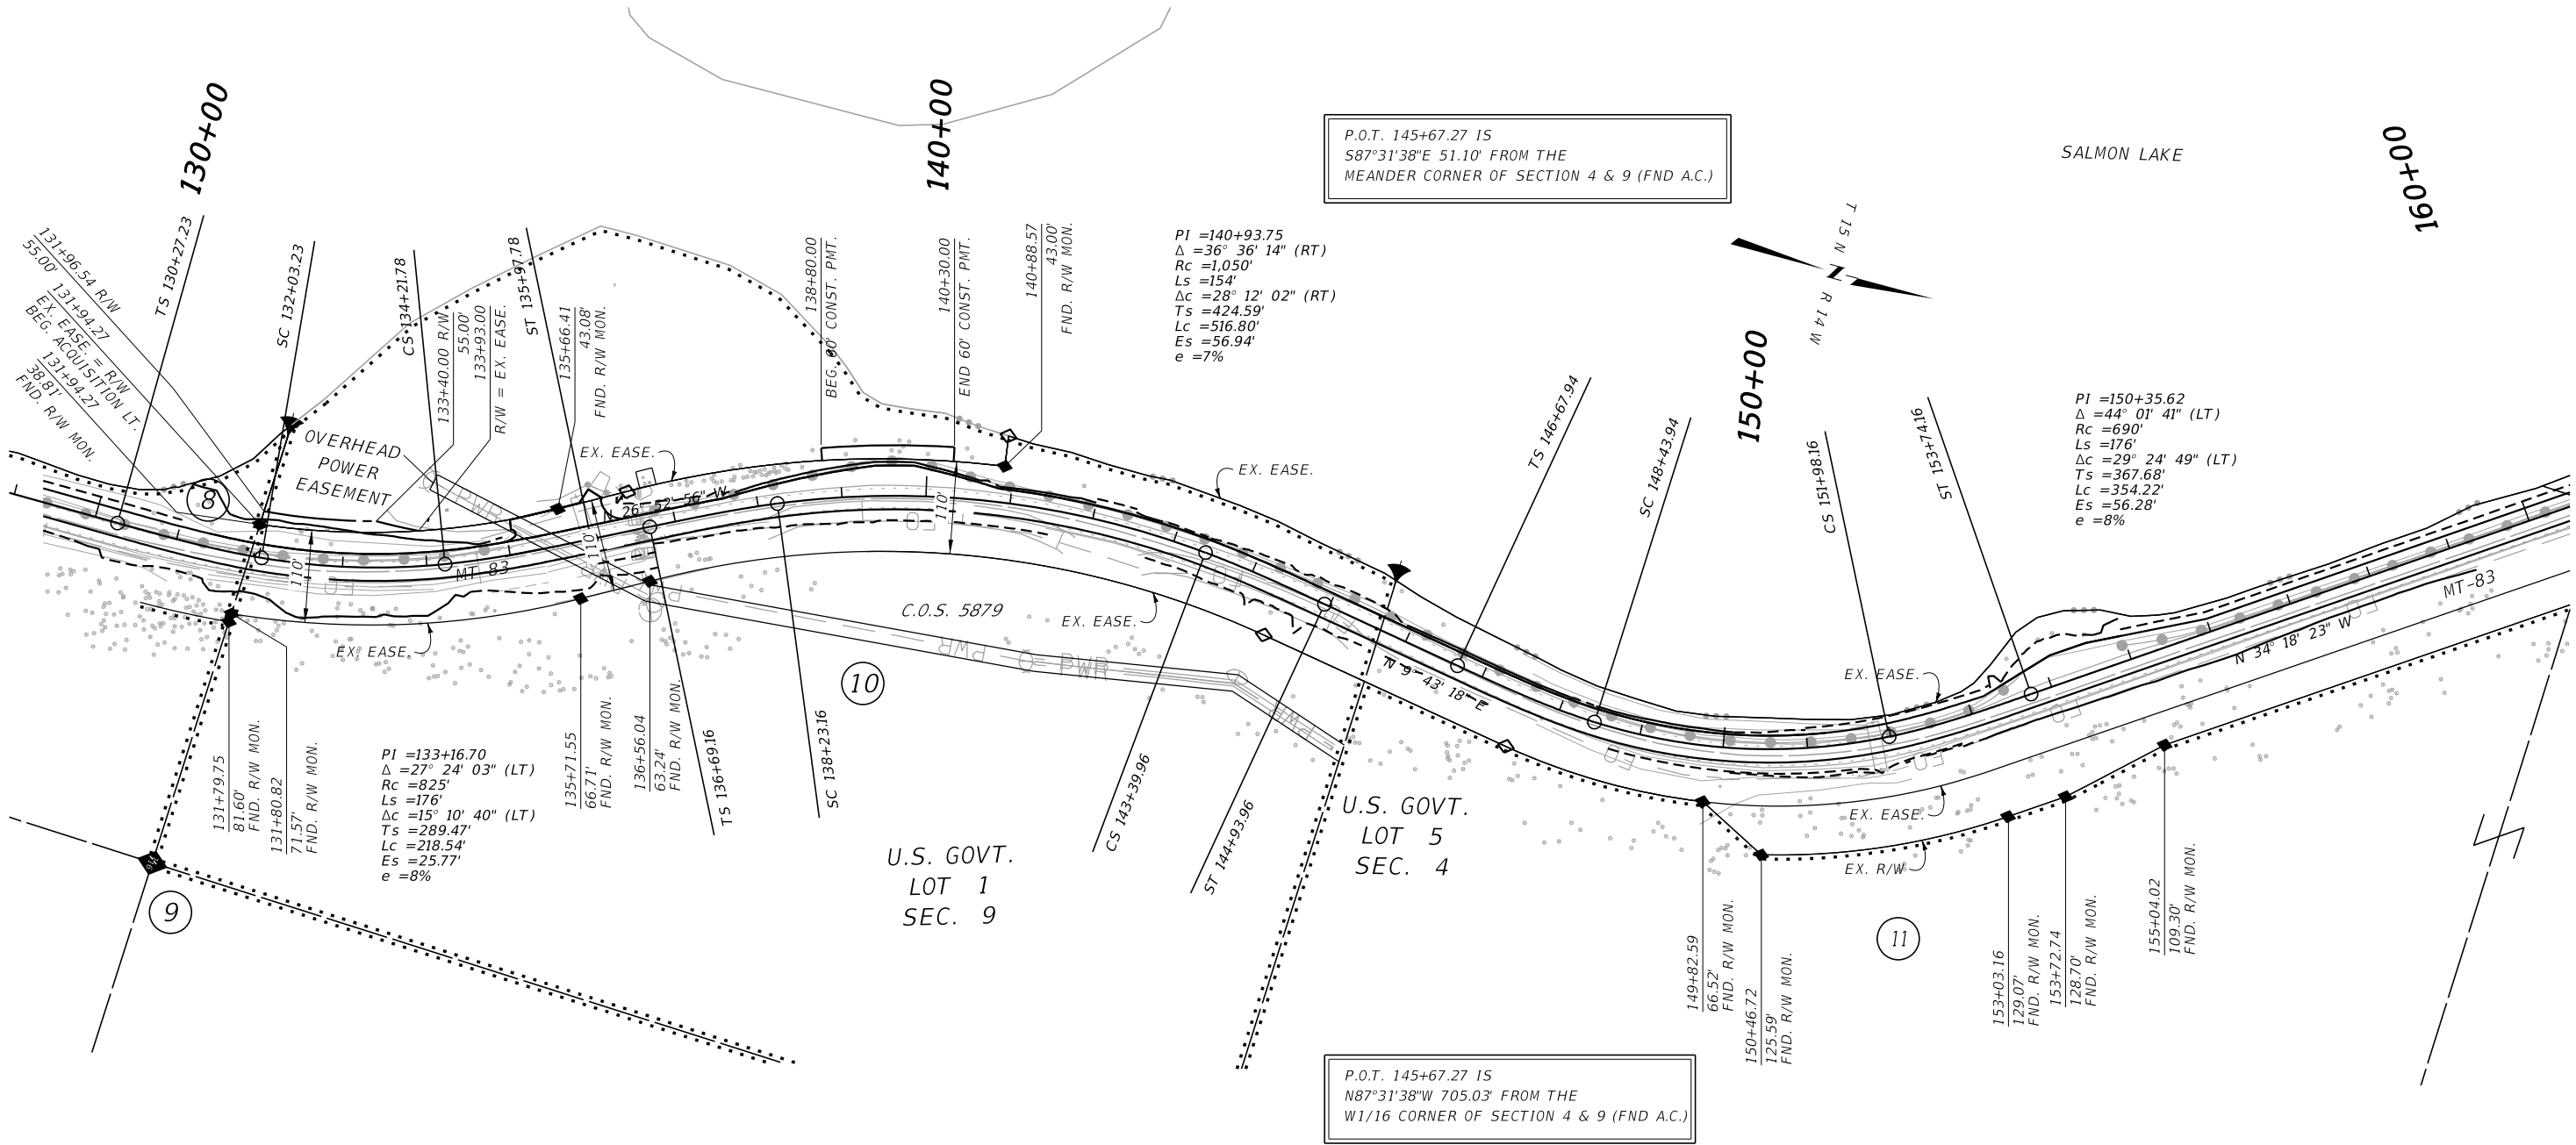 130+00
140+00
150+00
160+00
P.O.T. 145+67.27 IS
S87°31'38"E 51.10' FROM THE
MEANDER CORNER OF SECTION 4 & 9 (FND A.C.)
SALMON LAKE
T 15 N
R 14 W
131+96.54 R/W
55.00'
131+94.27
EX. EASE. = R/W
BEG. ACQUISITION LT.
131+94.27
38.81'
FND. R/W MON.
TS 130+27.23
SC 132+03.23
CS 134+21.78
133+40.00 R/W
55.00'
133+93.00
R/W = EX. EASE.
ST 135+97.78
135+66.41
43.08'
FND. R/W MON.
138+80.00
BEG. 60' CONST. PMT.
140+30.00
END 60' CONST. PMT.
140+88.57
43.00'
FND. R/W MON.
PI =140+93.75
Δ =36° 36' 14" (RT)
Rc =1,050'
Ls =154'
Δc =28° 12' 02" (RT)
Ts =424.59'
Lc =516.80'
Es =56.94'
e =7%
TS 146+67.94
SC 148+43.94
CS 151+98.16
ST 153+74.16
PI =150+35.62
Δ =44° 01' 41" (LT)
Rc =690'
Ls =176'
Δc =29° 24' 49" (LT)
Ts =367.68'
Lc =354.22'
Es =56.28'
e =8%
OVERHEAD
POWER
EASEMENT
8
EX. EASE.
EX. EASE.
N 26° 52' 56" W
110'
110'
110'
MT-83
PWR
PWR
PWR
PWR
EX. EASE.
C.O.S. 5879
EX. EASE.
10
N 9° 43' 18" E
EX. EASE.
MT-83
N 34° 18' 23" W
EX. EASE.
EX. R/W
131+79.75
81.60'
FND. R/W MON.
131+80.82
71.57'
FND. R/W MON.
PI =133+16.70
Δ =27° 24' 03" (LT)
Rc =825'
Ls =176'
Δc =15° 10' 40" (LT)
Ts =289.47'
Lc =218.54'
Es =25.77'
e =8%
135+71.55
66.71'
FND. R/W MON.
136+56.04
63.24'
FND. R/W MON.
TS 136+69.16
SC 138+23.16
CS 143+39.96
ST 144+93.96
U.S. GOVT.
LOT 1
SEC. 9
U.S. GOVT.
LOT 5
SEC. 4
9
11
149+82.59
66.52'
FND. R/W MON.
150+46.72
125.59'
FND. R/W MON.
153+03.16
129.07'
FND. R/W MON.
153+72.74
128.70'
FND. R/W MON.
155+04.02
109.30'
FND. R/W MON.
P.O.T. 145+67.27 IS
N87°31'38"W 705.03' FROM THE
W1/16 CORNER OF SECTION 4 & 9 (FND A.C.)